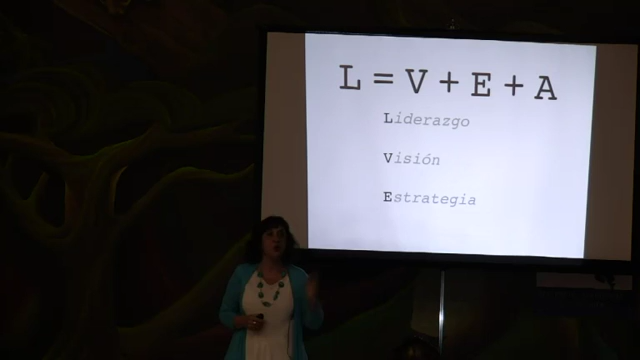 L = V + E + A
Liderazgo
Visión
Estrategia